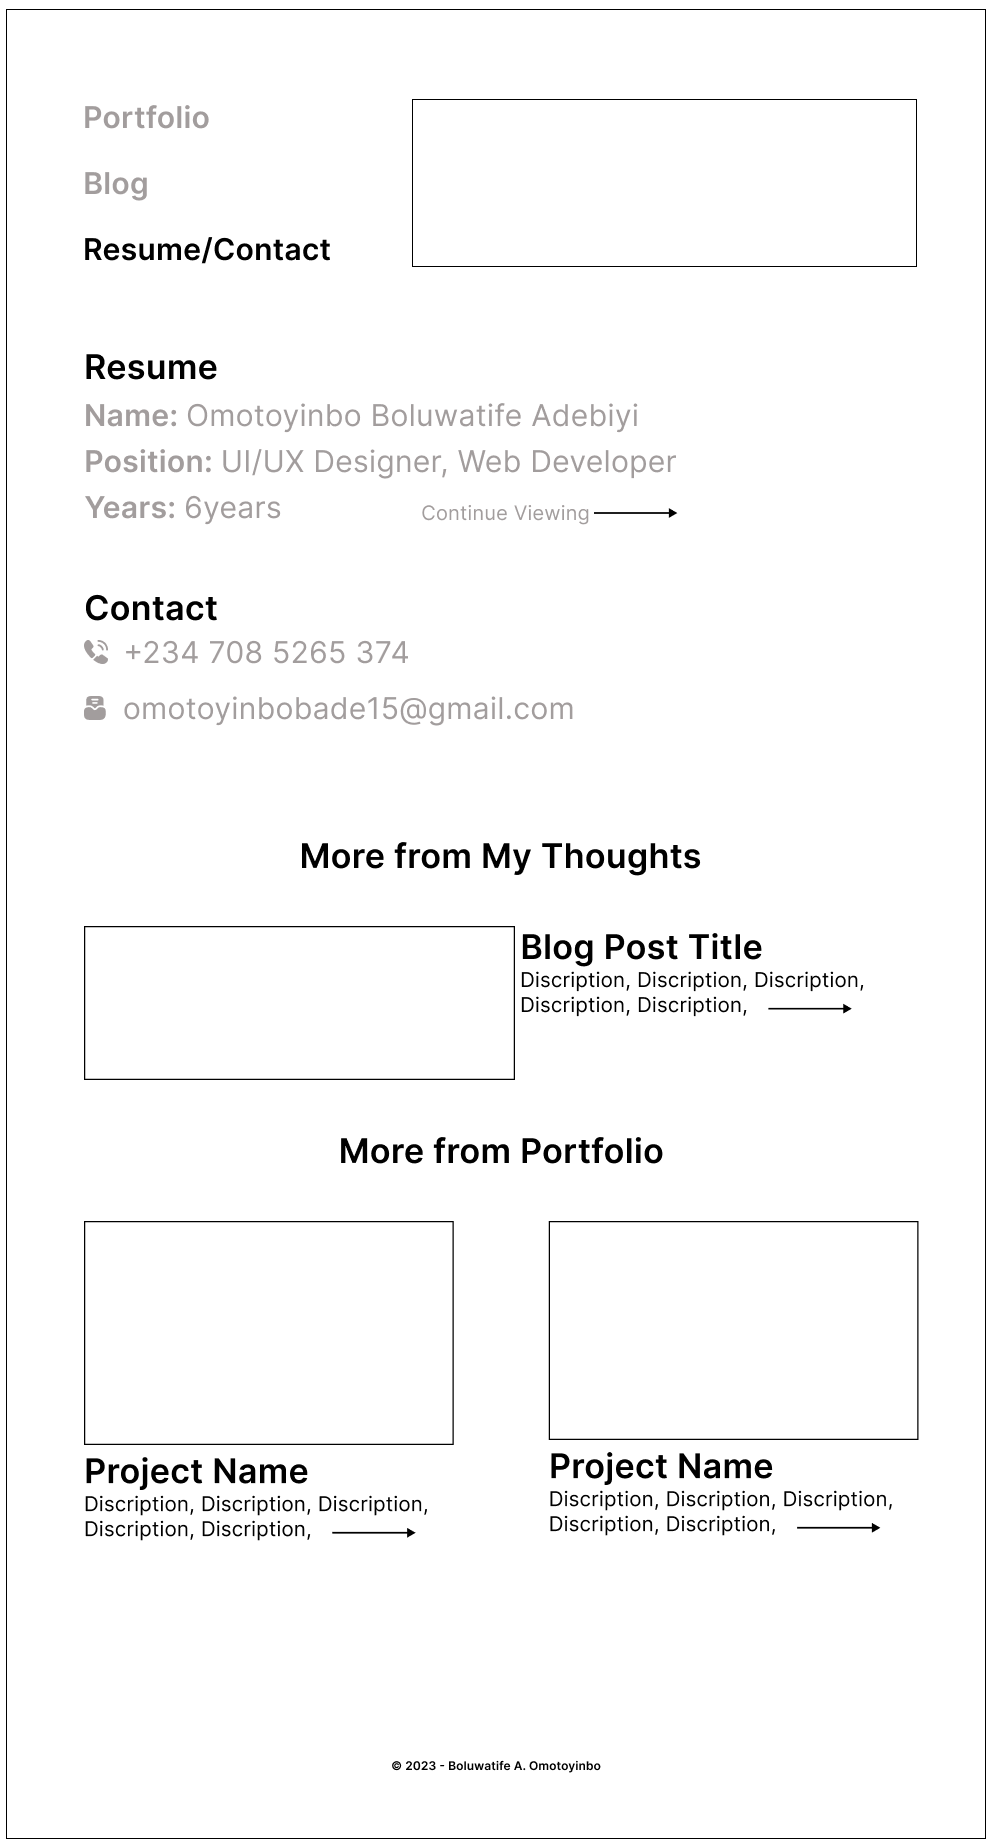 Portfolio
Blog
Resume/Contact
Resume
Name: Omotoyinbo Boluwatife Adebiyi
Position: UI/UX Designer, Web Developer
Years: 6years
Continue Viewing
Contact
+234 708 5265 374
omotoyinbobade15@gmail.com
More from My Thoughts
Blog Post Title
Discription, Discription, Discription,
Discription, Discription,
More from Portfolio
Project Name
Discription, Discription, Discription,
Discription, Discription,
Project Name
Discription, Discription, Discription,
Discription, Discription,
© 2023 - Boluwatife A. Omotoyinbo